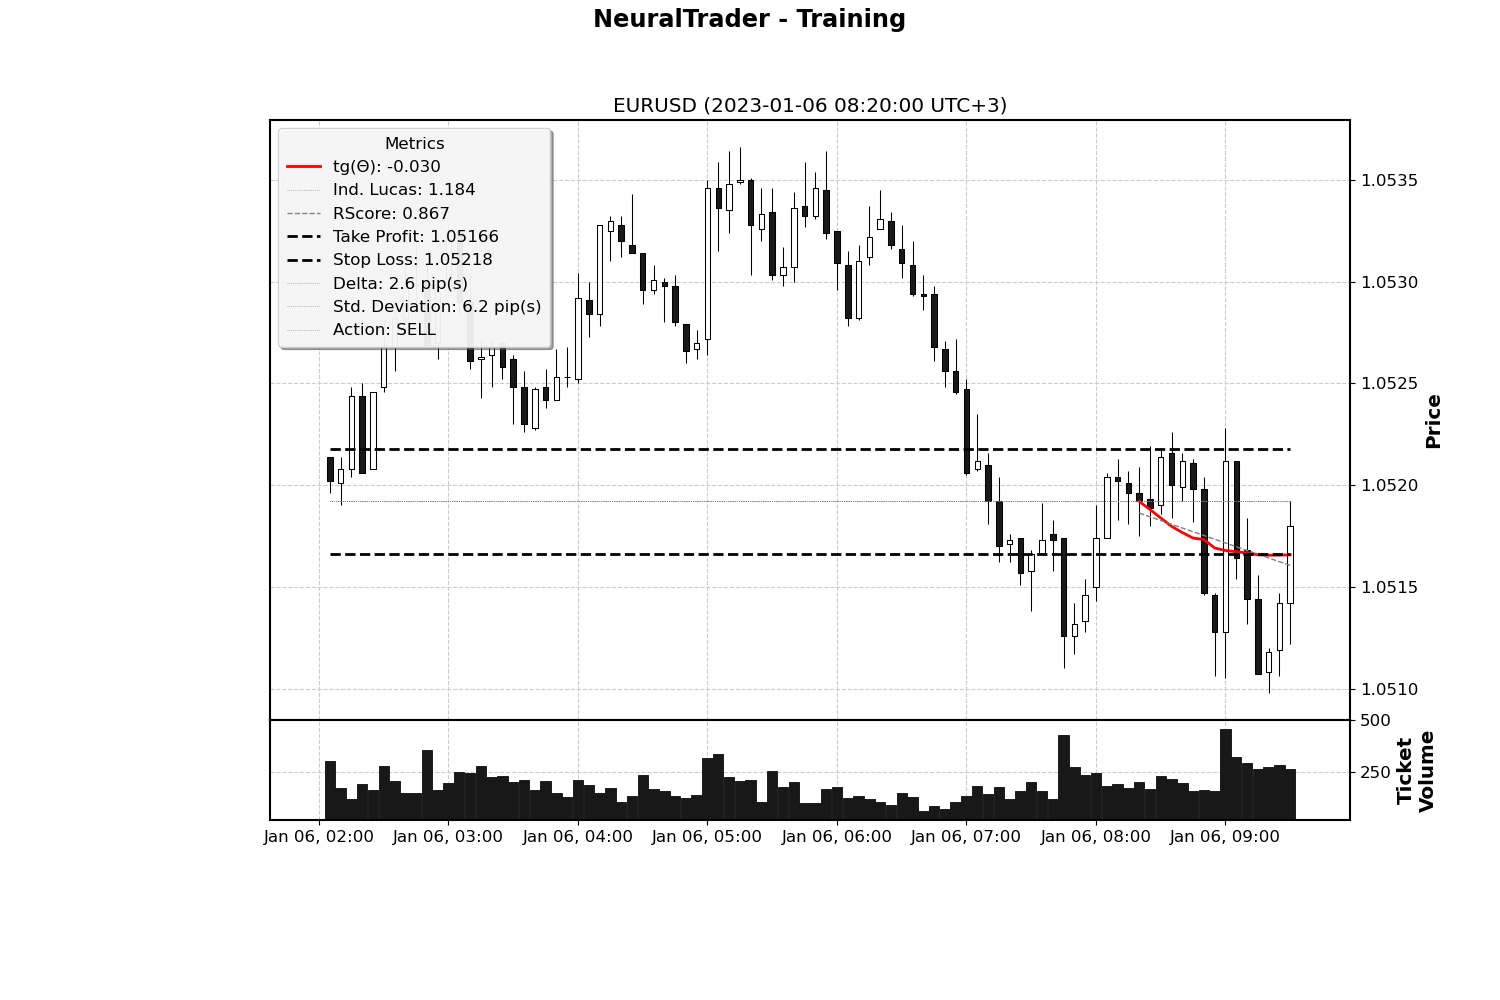 NeuralTrader - Training
EURUSD (2023-01-06 08:20:00 UTC+3)
Metrics
tg(Θ): -0.030
Ind. Lucas: 1.184
RScore: 0.867
Take Profit: 1.05166
Stop Loss: 1.05218
Delta: 2.6 pip(s)
Std. Deviation: 6.2 pip(s)
Action: SELL
1.0535
1.0530
1.0525
1.0520
1.0515
1.0510
Price
500
250
Ticket
Volume
Jan 06, 02:00
Jan 06, 03:00
Jan 06, 04:00
Jan 06, 05:00
Jan 06, 06:00
Jan 06, 07:00
Jan 06, 08:00
Jan 06, 09:00